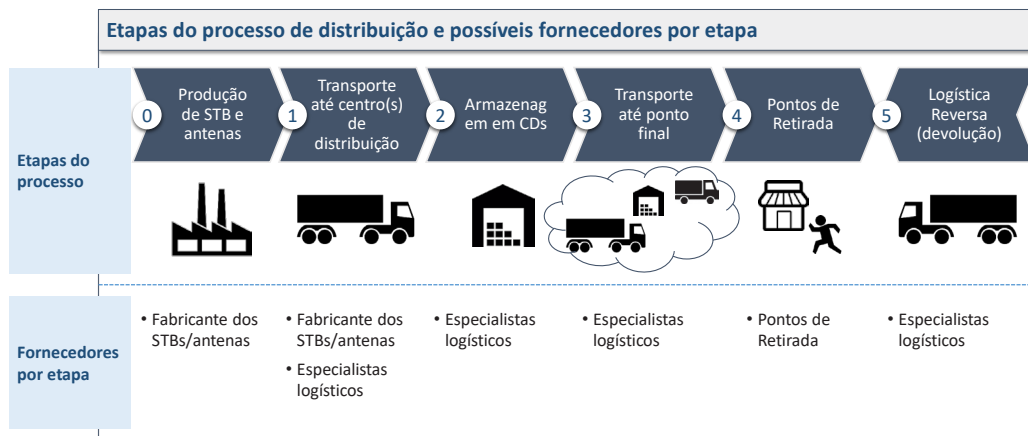 Etapas do processo de distribuição e possíveis fornecedores por etapa
Etapas do
processo
0
Produção
de STB e
antenas
1
Transporte
até centro(s)
de
distribuição
2
Armazenag
em em CDs
3
Transporte
até ponto
final
4
Pontos de
Retirada
5
Logística
Reversa
(devolução)
Fornecedores
por etapa
• Fabricante dos
STBs/antenas
• Fabricante dos
STBs/antenas
• Especialistas
logísticos
• Especialistas
logísticos
• Especialistas
logísticos
• Pontos de
Retirada
• Especialistas
logísticos